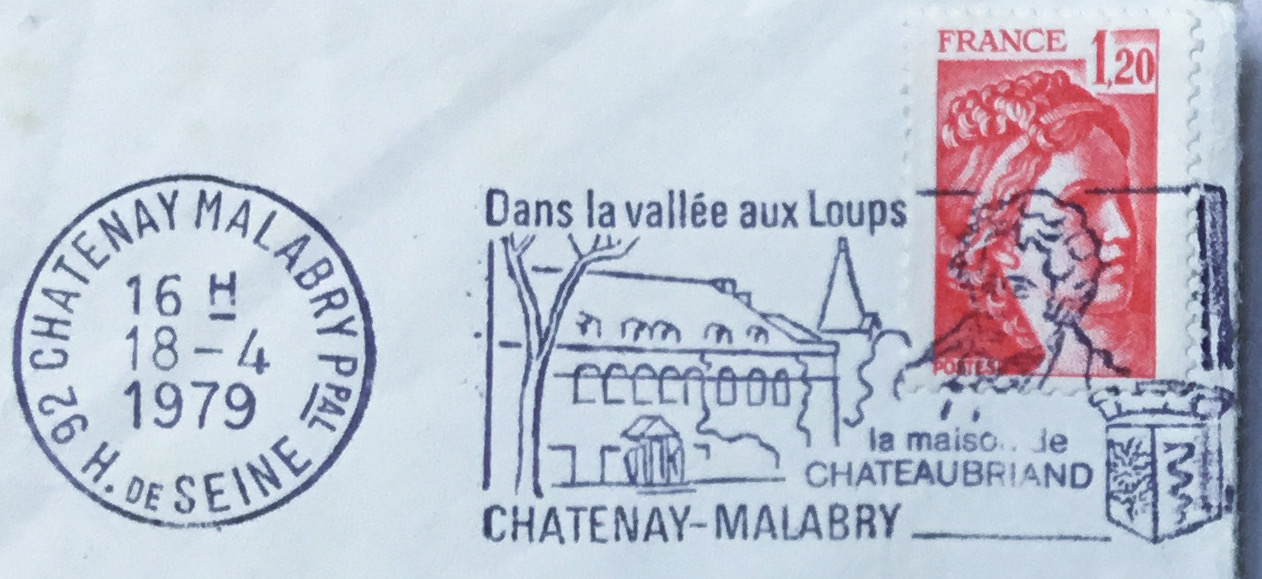 FRANCE
1,20
POSTES
CHATENAY MALABRY PPAL
16 H
18-4
1979
92 H. DE SEINE
Dans la vallée aux Loups
la maison de
CHATEAUBRIAND
CHATENAY-MALABRY